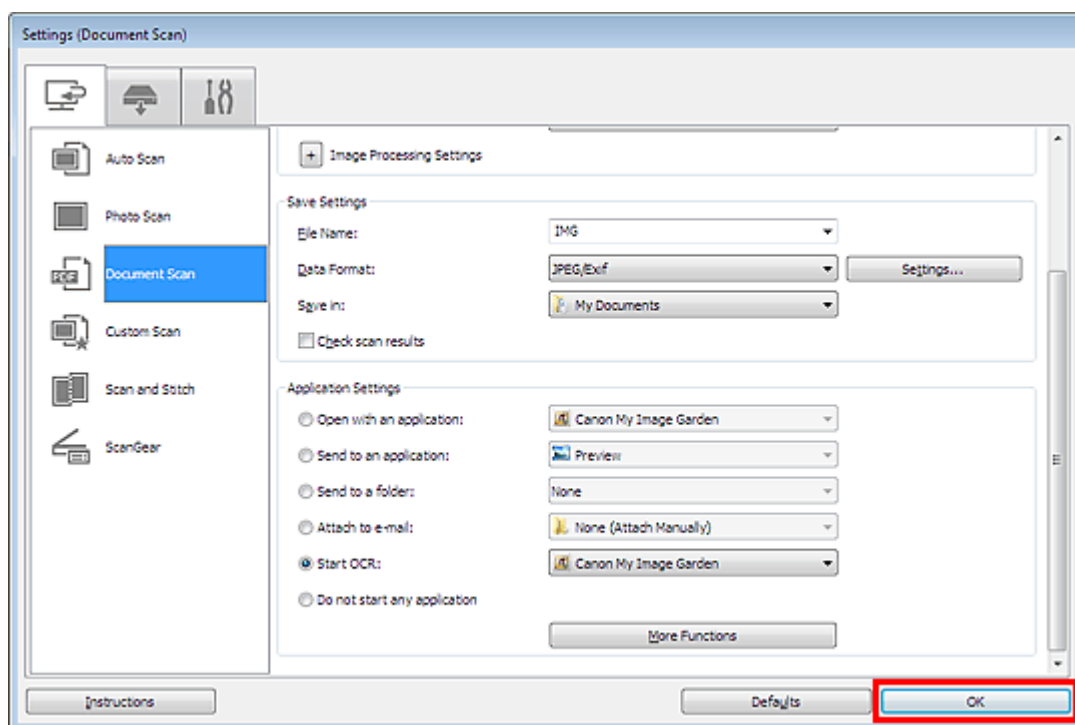 Settings (Document Scan)
Auto Scan
Photo Scan
PDF
Document Scan
Custom Scan
Scan and Stitch
ScanGear
+ Image Processing Settings
Save Settings
File Name: IMG
Data Format: JPEG/Exif Settings...
Save in: My Documents
Check scan results
Application Settings
Open with an application: Canon My Image Garden
Send to an application: Preview
Send to a folder: None
Attach to e-mail: None (Attach Manually)
Start OCR: Canon My Image Garden
Do not start any application
More Functions
Instructions Defaults OK